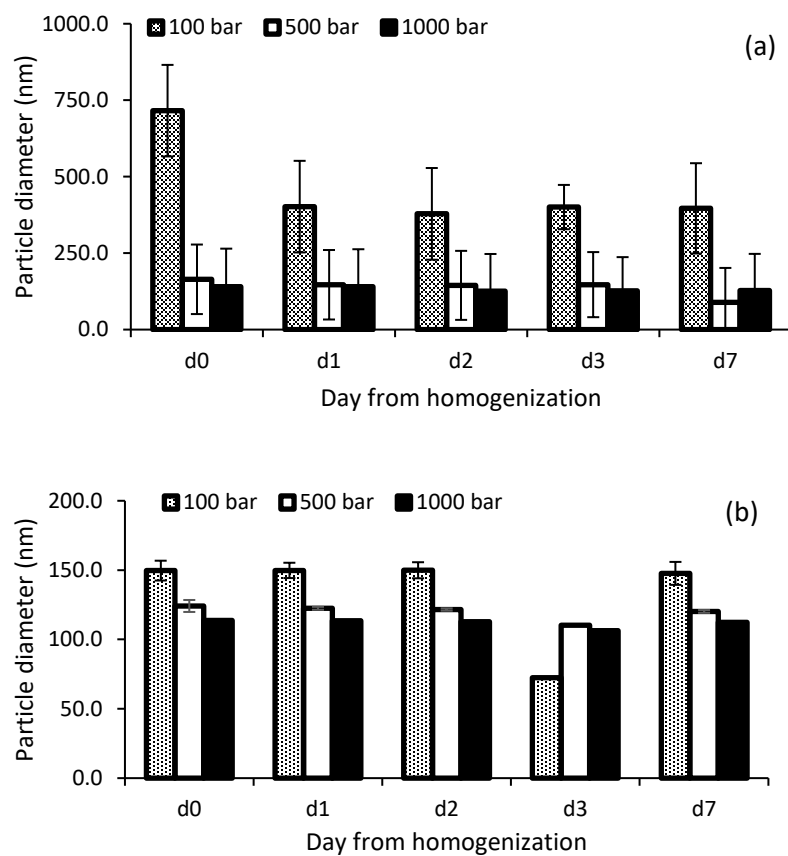 1000.0
100 bar 500 bar 1000 bar
(a)
750.0
500.0
250.0
0.0
Particle diameter (nm)
d0 d1 d2 d3 d7
Day from homogenization
200.0
100 bar 500 bar 1000 bar
(b)
150.0
100.0
50.0
0.0
Particle diameter (nm)
d0 d1 d2 d3 d7
Day from homogenization